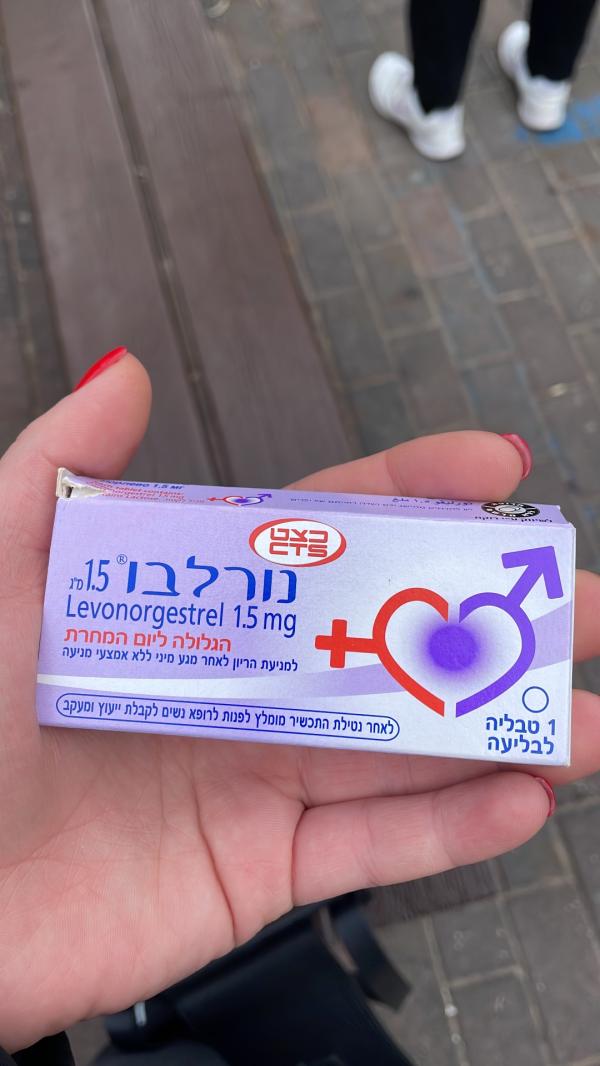 כצט
CTS
נורלבו® 1.5 מ"ג
Levonorgestrel 1.5 mg
הגלולה ליום המחרת
למניעת הריון לאחר מגע מיני ללא אמצעי מניעה
לאחר נטילת התכשיר מומלץ לפנות לרופא נשים לקבלת ייעוץ ומעקב
1 טבליה
לבליעה